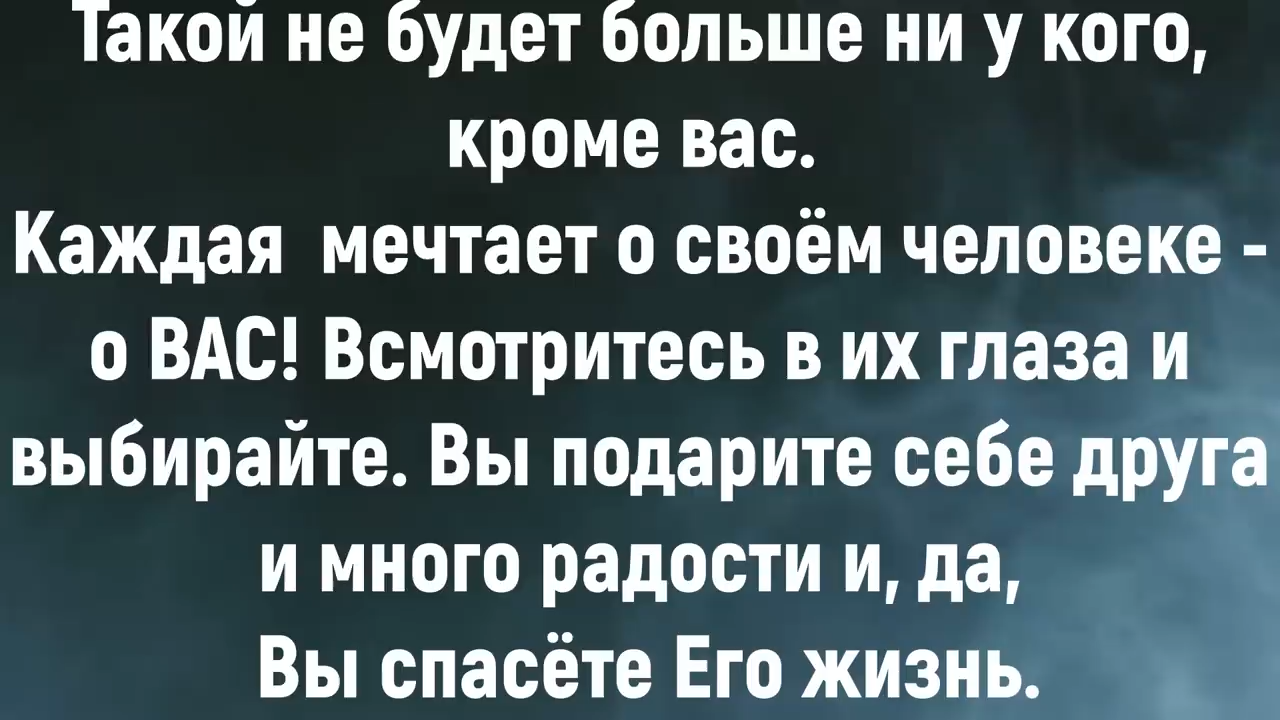 Такой не будет больше ни у кого,
кроме вас.
Каждая  мечтает о своём человеке -
о ВАС! Всмотритесь в их глаза и
выбирайте. Вы подарите себе друга
и много радости и, да,
Вы спасёте Его жизнь.